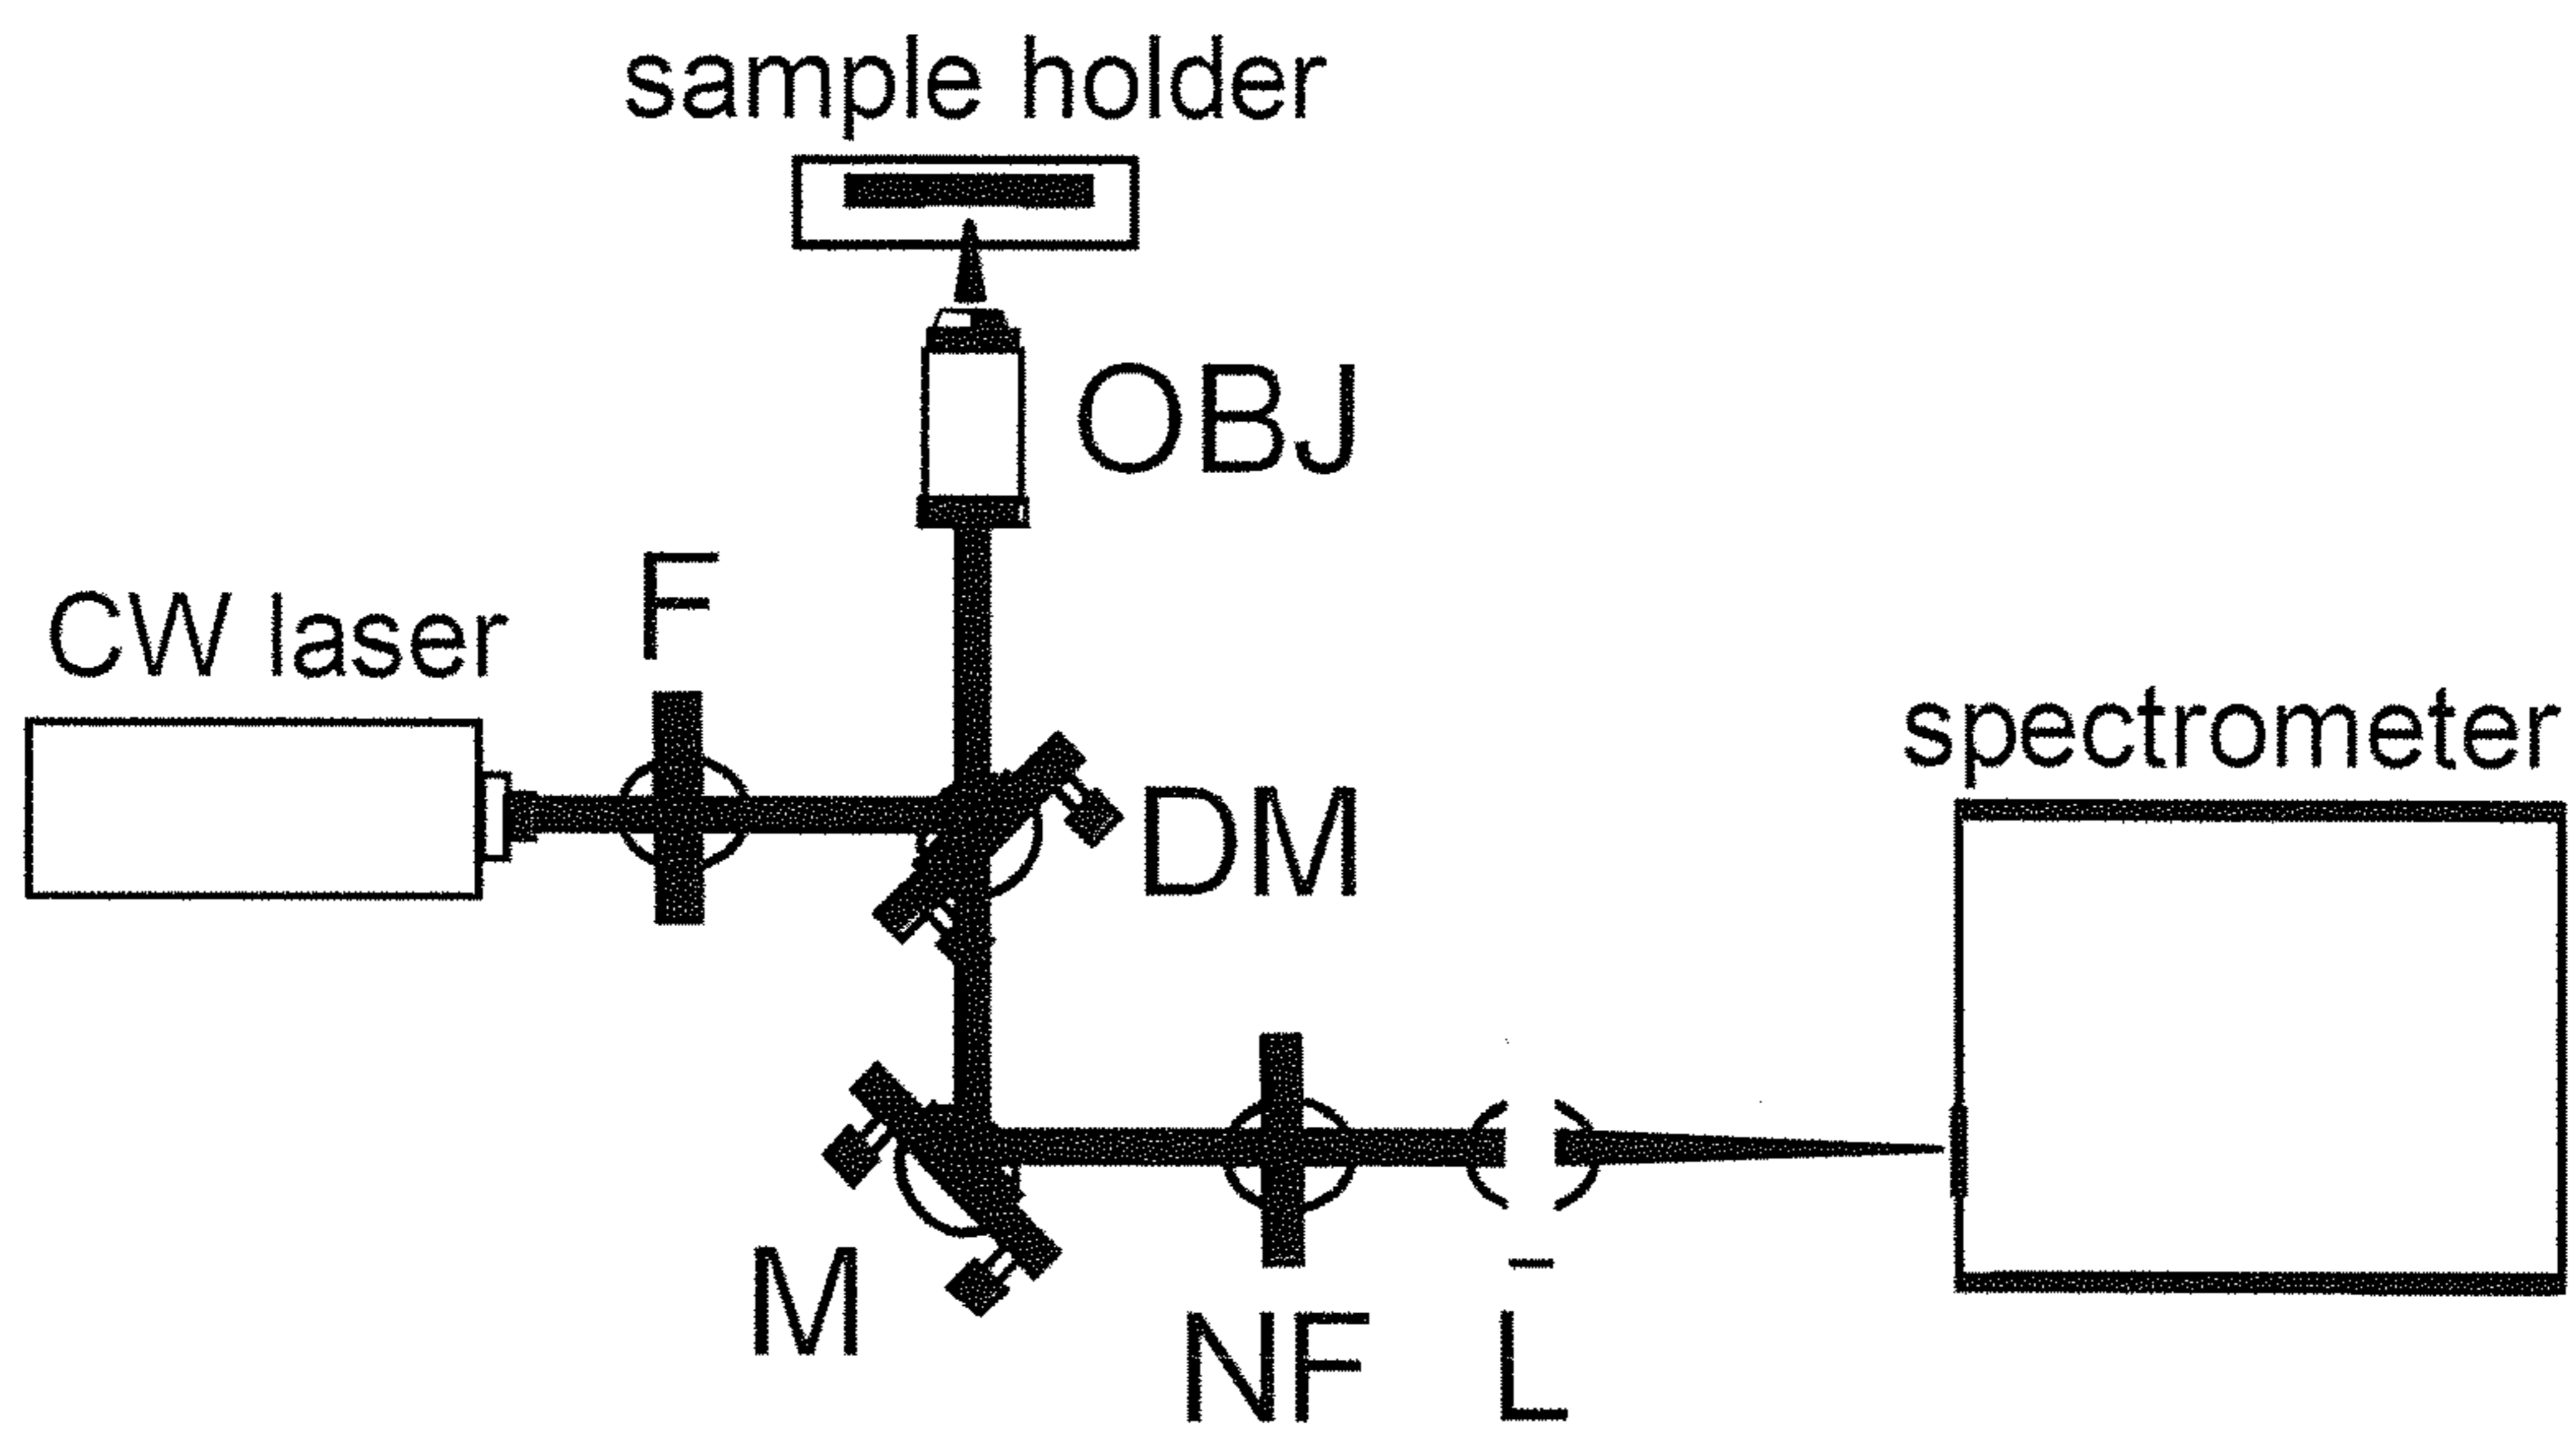 sample holder
OBJ
F
CW laser
DM
spectrometer
M
NF
L